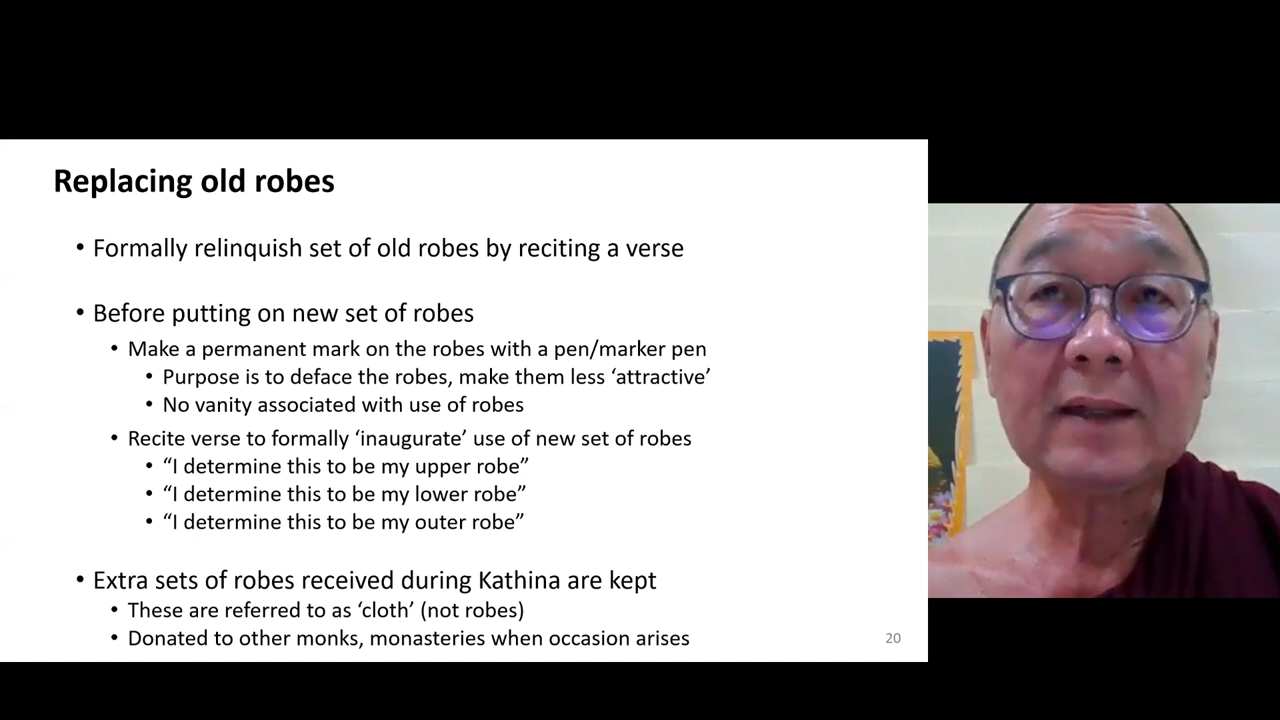 Replacing old robes
• Formally relinquish set of old robes by reciting a verse
• Before putting on new set of robes
• Make a permanent mark on the robes with a pen/marker pen
• Purpose is to deface the robes, make them less ‘attractive’
• No vanity associated with use of robes
• Recite verse to formally ‘inaugurate’ use of new set of robes
• “I determine this to be my upper robe”
• “I determine this to be my lower robe”
• “I determine this to be my outer robe”
• Extra sets of robes received during Kathina are kept
• These are referred to as ‘cloth’ (not robes)
• Donated to other monks, monasteries when occasion arises
20